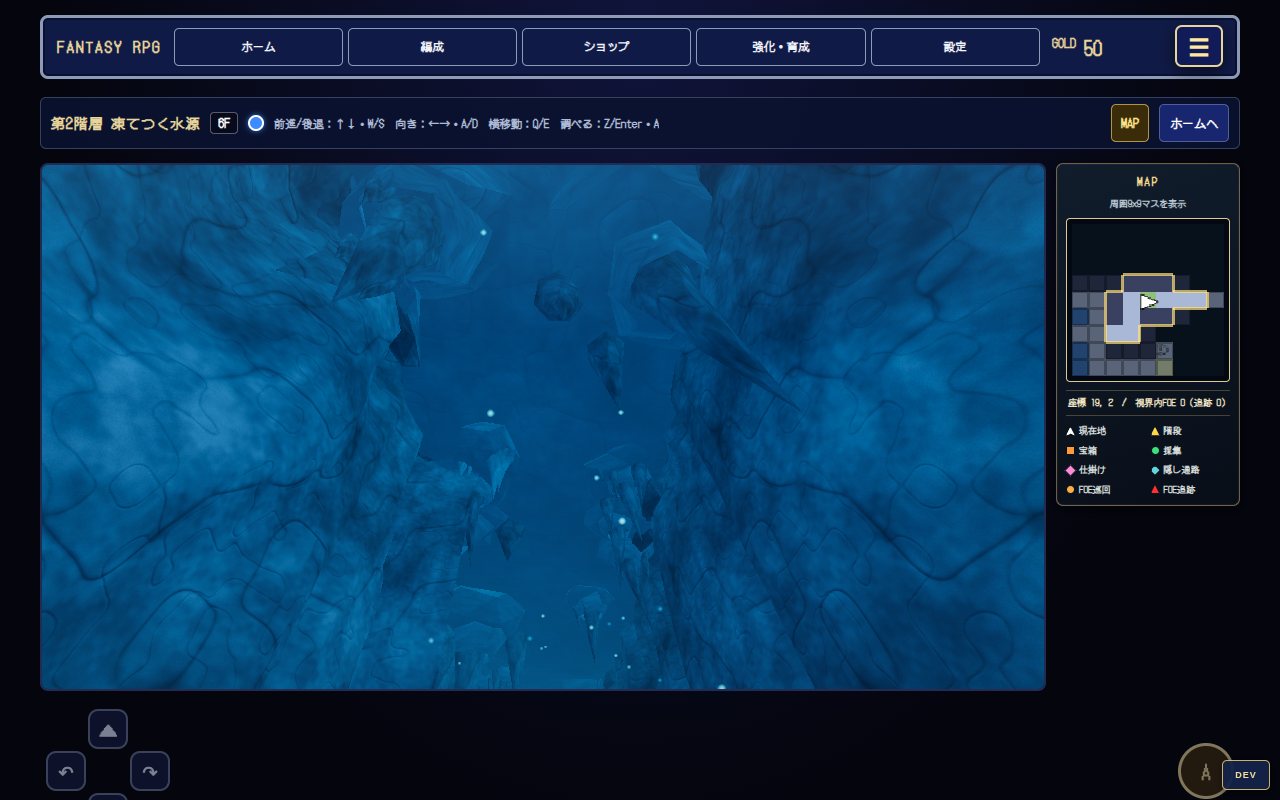 FANTASY RPG
ホーム
編成
ショップ
強化・育成
設定
GOLD 50
第2階層 凍てつく水源
6F
前進/後退：↑↓・W/S 向き：←→・A/D 横移動：Q/E 調べる：Z/Enter・A
MAP
ホームへ
MAP
周囲9x9マスを表示
座標 19, 2 / 視界内FOE 0 (追跡 0)
現在地
階段
宝箱
採集
仕掛け
隠し通路
FOE巡回
FOE追跡
A
DEV